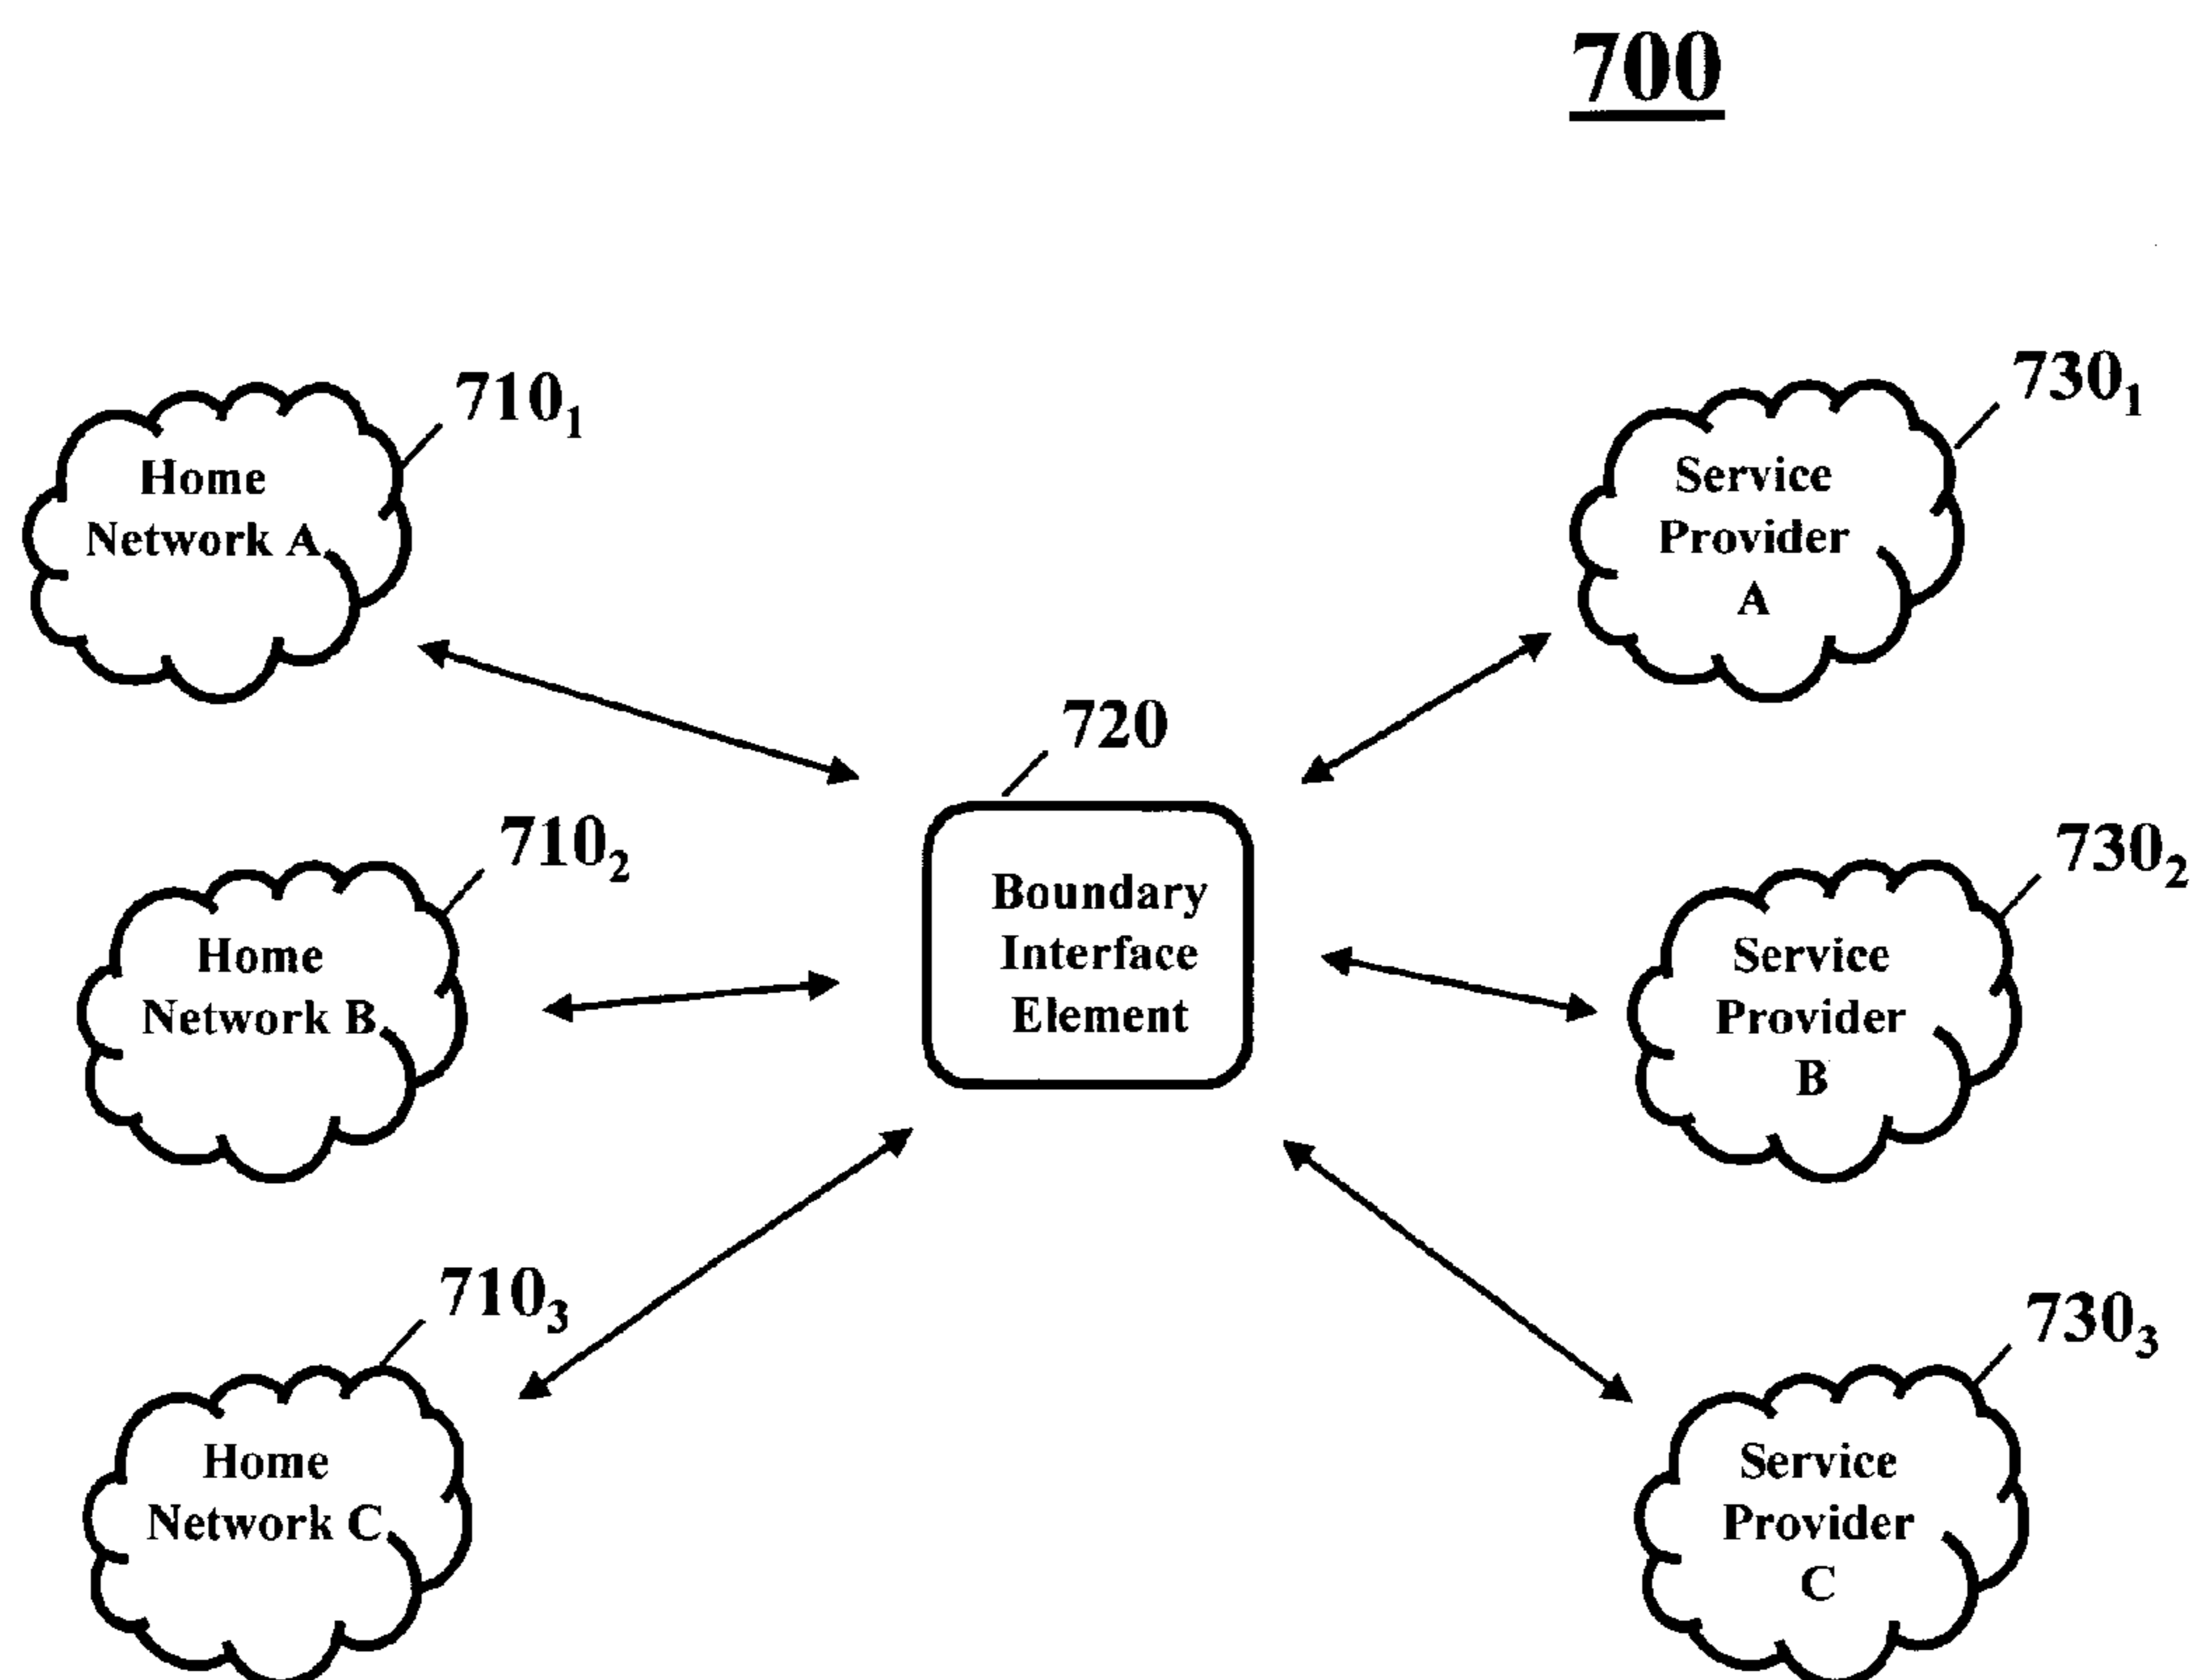 700
710₁
Home
Network A
730₁
Service
Provider
A
720
Boundary
Interface
Element
710₂
Home
Network B
730₂
Service
Provider
B
710₃
Home
Network C
730₃
Service
Provider
C